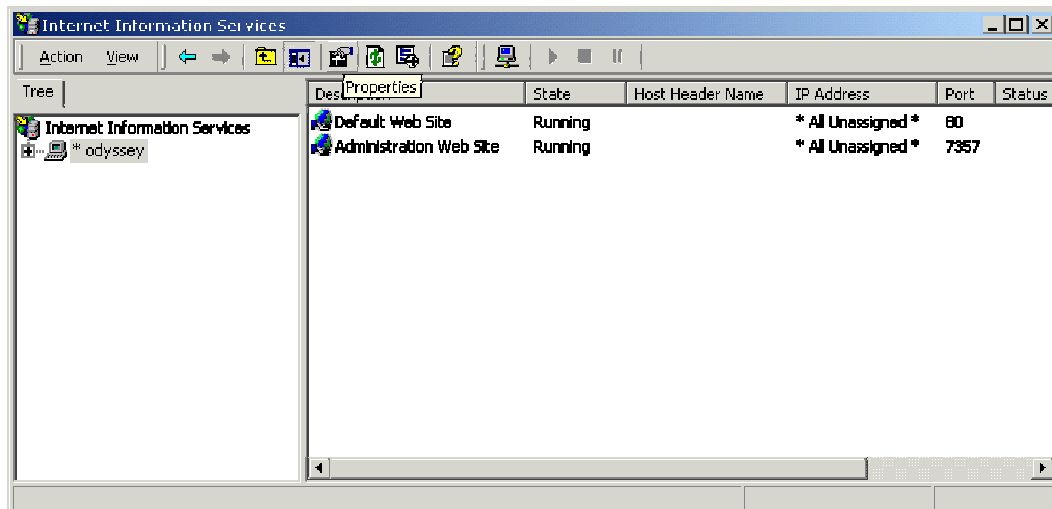 Internet Information Services
Action View
Properties
Tree
Description State Host Header Name IP Address Port Status
Internet Information Services
* odyssey
Default Web Site Running * All Unassigned * 80
Administration Web Site Running * All Unassigned * 7357